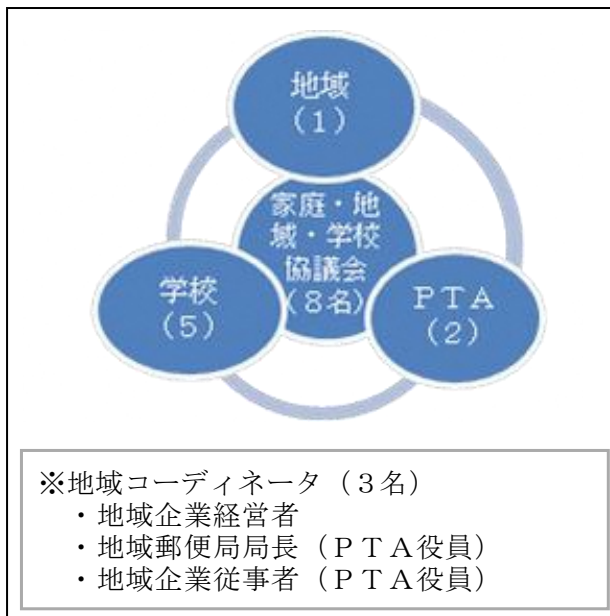 地域
（１）
家庭・地
域・学校
協議会
（８名）
学校
（５）
ＰＴＡ
（２）
※地域コーディネータ（３名）
・地域企業経営者
・地域郵便局局長（ＰＴＡ役員）
・地域企業従事者（ＰＴＡ役員）